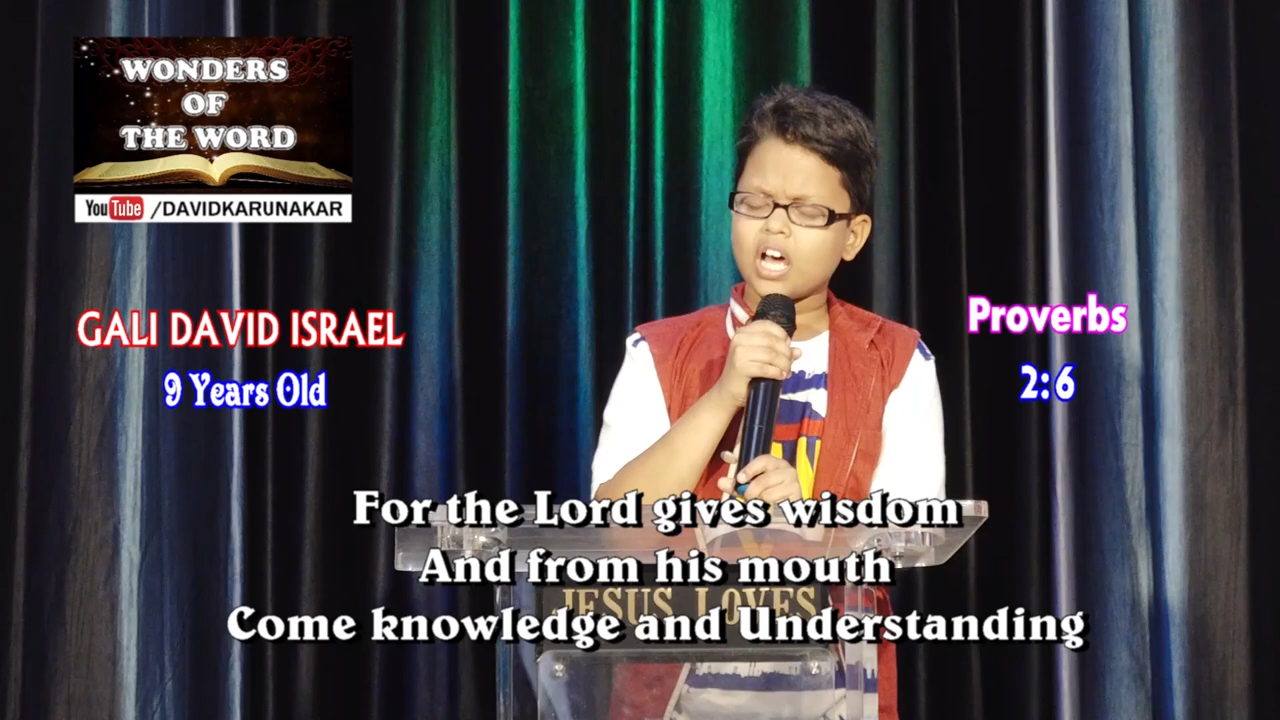 WONDERS
OF
THE WORD
YouTube /DAVIDKARUNAKAR
GALI DAVID ISRAEL
9 Years Old
Proverbs
2:6
For the Lord gives wisdom
And from his mouth
JESUS LOVES
Come knowledge and Understanding